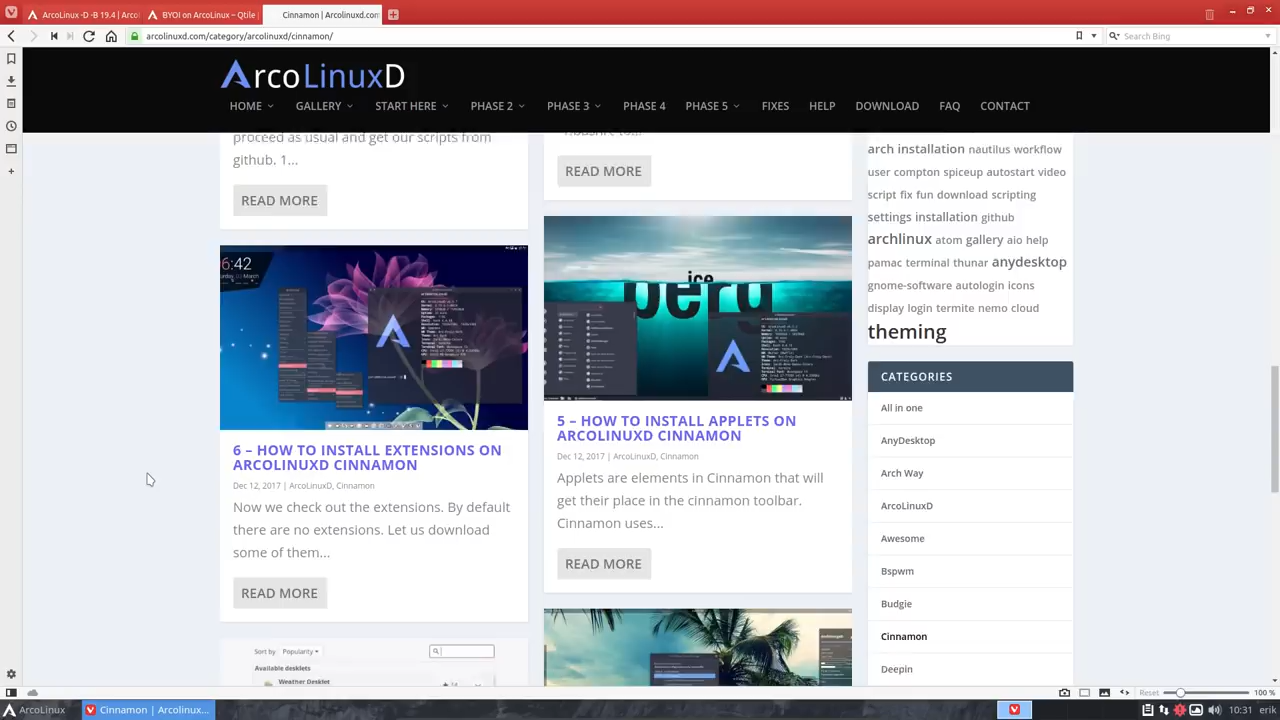 ArcoLinux -D -B 19.4 | Arco
BYOI on ArcoLinux – Qtile |
Cinnamon | Arcolinuxd.com
arcolinuxd.com/category/arcolinuxd/cinnamon/
Search Bing
ArcoLinuxD
HOME
GALLERY
START HERE
PHASE 2
PHASE 3
PHASE 4
PHASE 5
FIXES
HELP
DOWNLOAD
FAQ
CONTACT
proceed as usual and get our scripts from
github. 1...
READ MORE
6:42
6 – HOW TO INSTALL EXTENSIONS ON
ARCOLINUXD CINNAMON
Dec 12, 2017 | ArcoLinuxD, Cinnamon
Now we check out the extensions. By default
there are no extensions. Let us download
some of them...
READ MORE
Sort by: Popularity
Available desklets
Weather Desklet
READ MORE
ice
berg
5 – HOW TO INSTALL APPLETS ON
ARCOLINUXD CINNAMON
Dec 12, 2017 | ArcoLinuxD, Cinnamon
Applets are elements in Cinnamon that will
get their place in the cinnamon toolbar.
Cinnamon uses...
READ MORE
arch installation nautilus workflow
user compton spiceup autostart video
script fix fun download scripting
settings installation github
archlinux atom gallery aio help
pamac terminal thunar anydesktop
gnome-software autologin icons
display login termite nemo cloud
theming
CATEGORIES
All in one
AnyDesktop
Arch Way
ArcoLinuxD
Awesome
Bspwm
Budgie
Cinnamon
Deepin
Reset
100 %
ArcoLinux
Cinnamon | Arcolinux...
10:31
erik